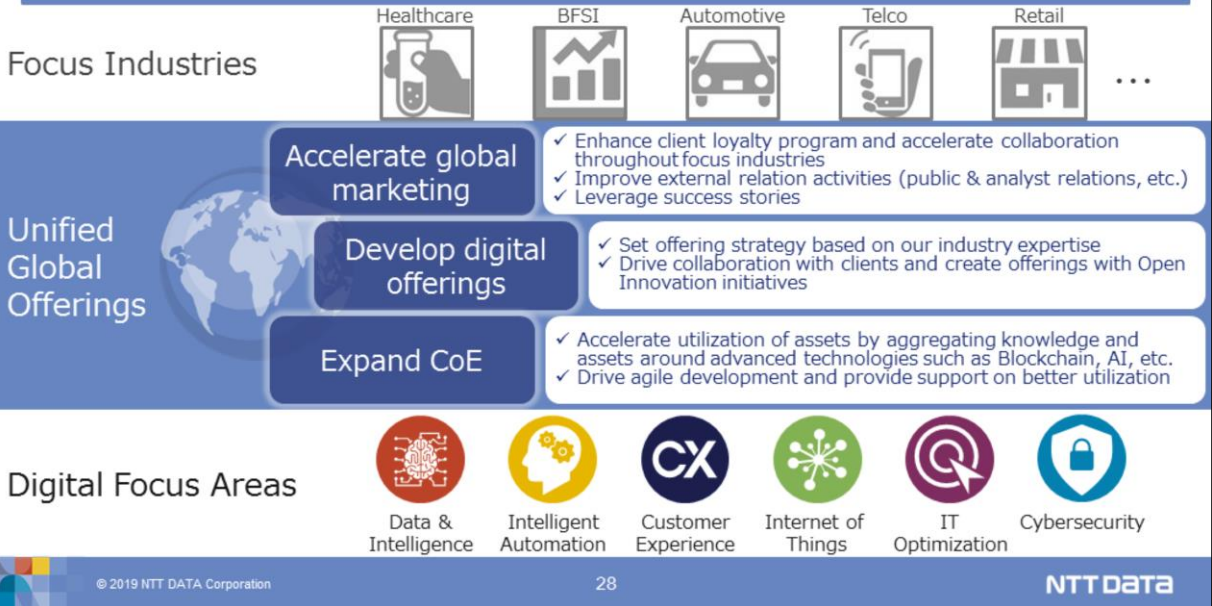 Healthcare BFSI Automotive Telco Retail
Focus Industries
...
Unified
Global
Offerings
Accelerate global
marketing
✓ Enhance client loyalty program and accelerate collaboration
throughout focus industries
✓ Improve external relation activities (public & analyst relations, etc.)
✓ Leverage success stories
Develop digital
offerings
✓ Set offering strategy based on our industry expertise
✓ Drive collaboration with clients and create offerings with Open
Innovation initiatives
Expand CoE
✓ Accelerate utilization of assets by aggregating knowledge and
assets around advanced technologies such as Blockchain, AI, etc.
✓ Drive agile development and provide support on better utilization
Digital Focus Areas
CX
Data &
Intelligence
Intelligent
Automation
Customer
Experience
Internet of
Things
IT
Optimization
Cybersecurity
© 2019 NTT DATA Corporation
28
NTT DATA